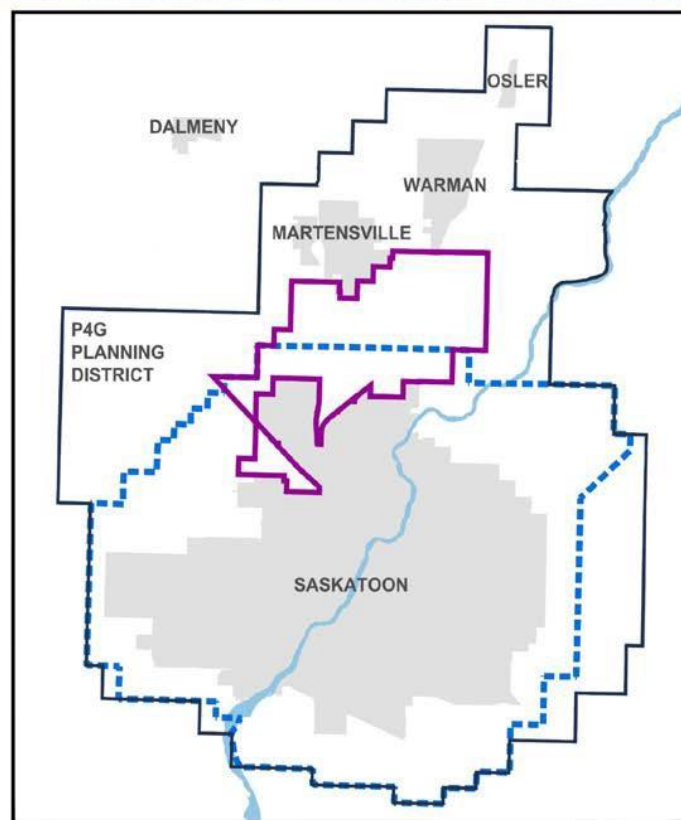 OSLER
DALMENY
WARMAN
MARTENSVILLE
P4G
PLANNING
DISTRICT
SASKATOON